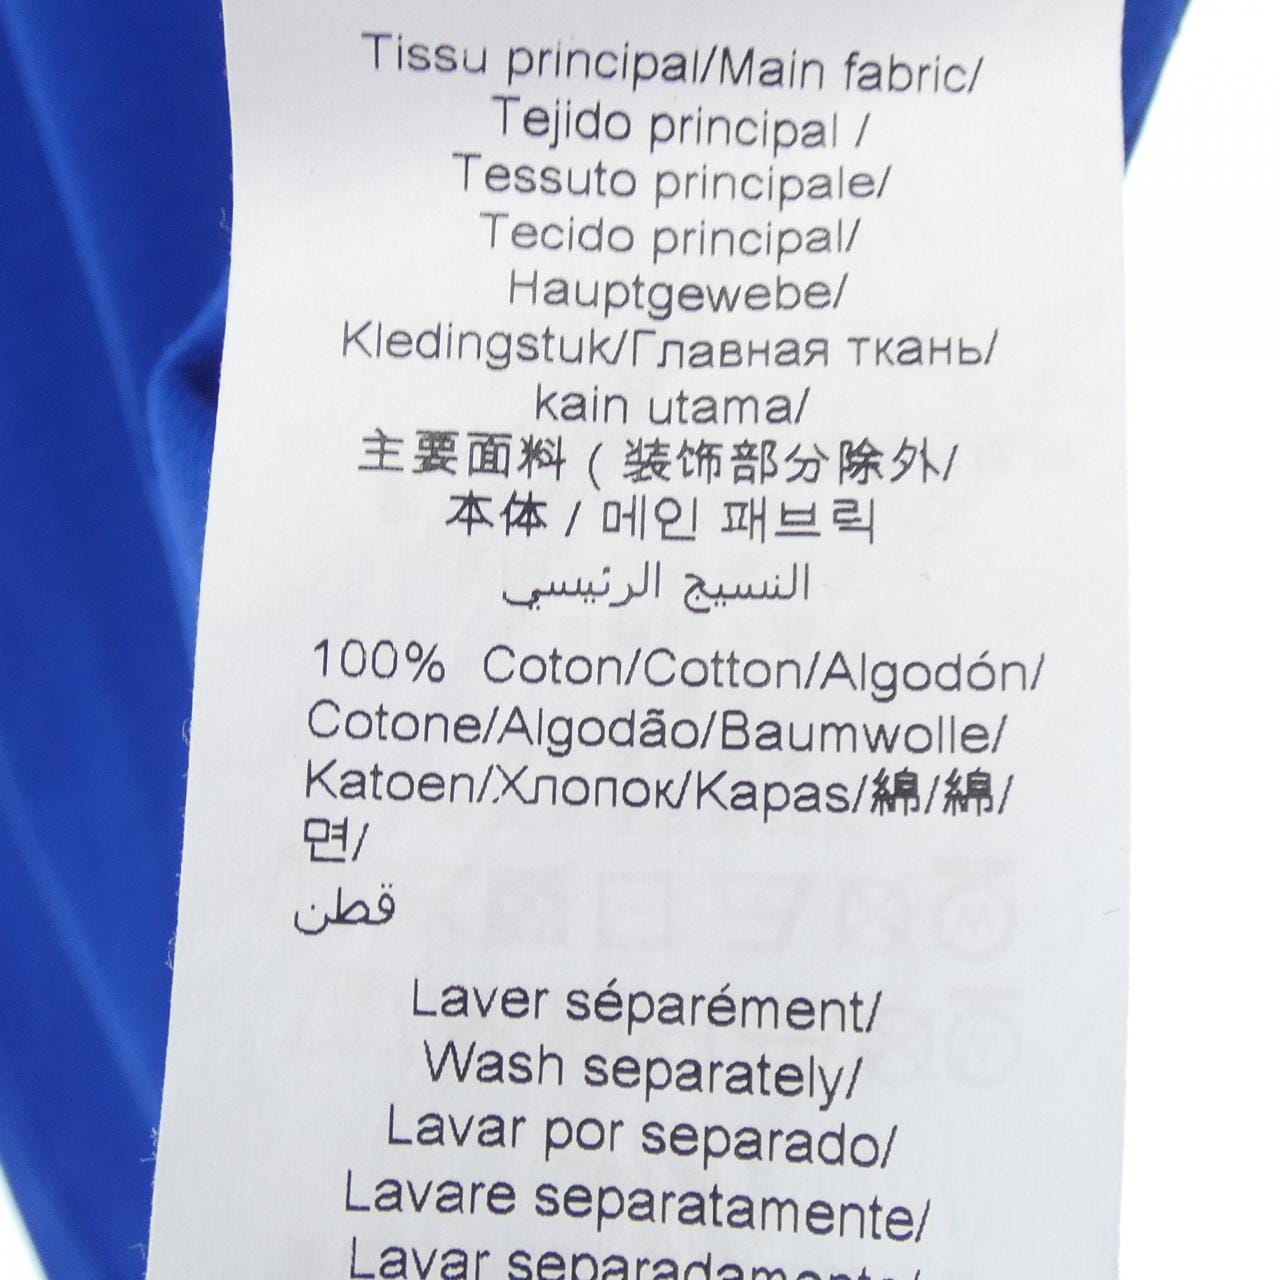 Tissu principal/Main fabric/
Tejido principal /
Tessuto principale/
Tecido principal/
Hauptgewebe/
Kledingstuk/Главная ткань/
kain utama/
主要面料 ( 装饰部分除外/
本体 / 메인 패브릭
النسيج الرئيسي
100% Coton/Cotton/Algodón/
Cotone/Algodão/Baumwolle/
Katoen/Хлопок/Kapas/綿/綿/
면/
قطن
Laver séparément/
Wash separately/
Lavar por separado/
Lavare separatamente/
Lavar separadamente/